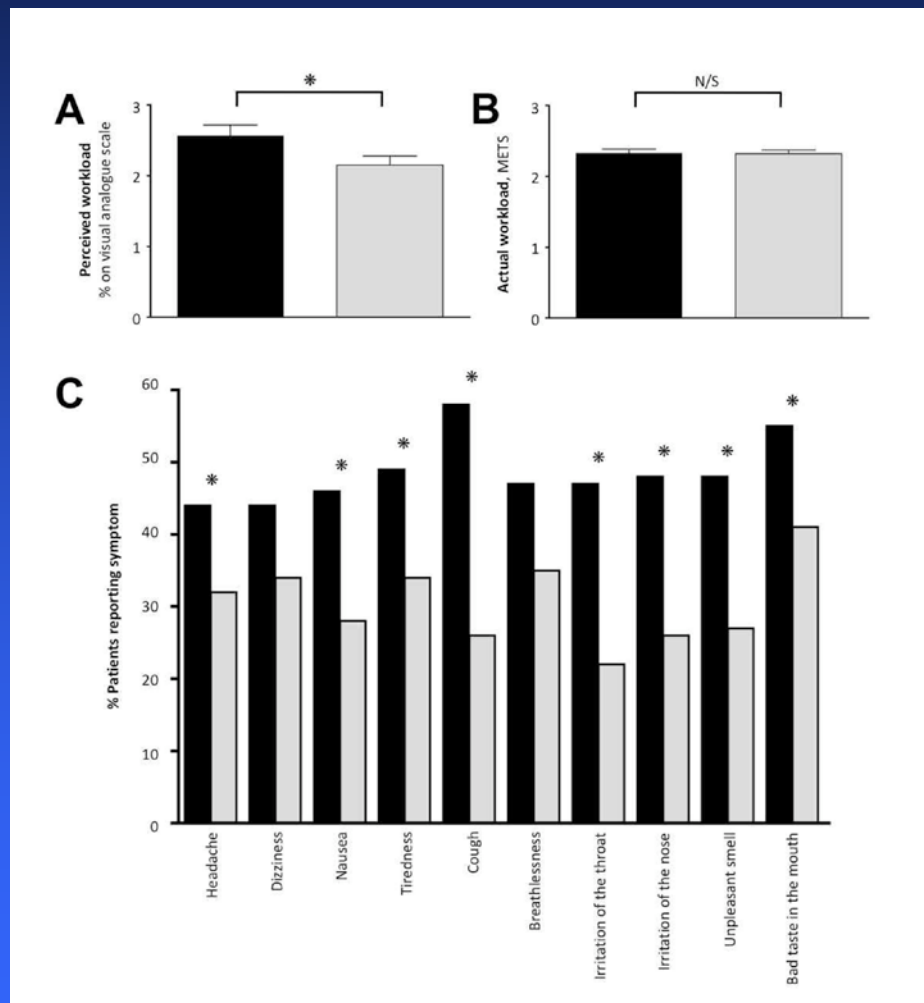 A
*
3
2
1
0
Perceived workload
% on visual analogue scale
B
N/S
3
2
1
0
Actual workload, METS
C
60
50
40
30
20
10
0
% Patients reporting symptom
*
*
*
*
*
*
*
*
Headache
Dizziness
Nausea
Tiredness
Cough
Breathlessness
Irritation of the throat
Irritation of the nose
Unpleasant smell
Bad taste in the mouth